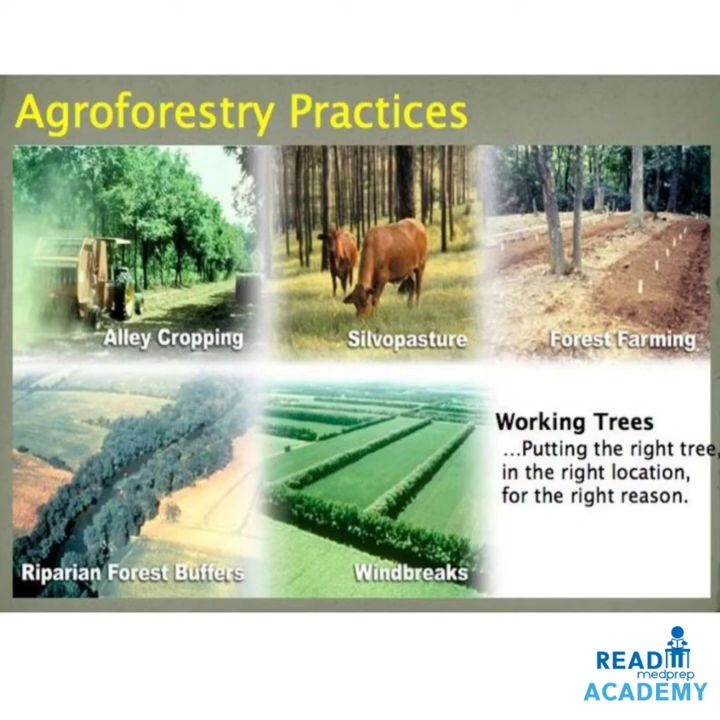 Agroforestry Practices
Alley Cropping
Silvopasture
Forest Farming
Riparian Forest Buffers
Windbreaks
Working Trees
...Putting the right tree,
in the right location,
for the right reason.
READ
medprep
ACADEMY